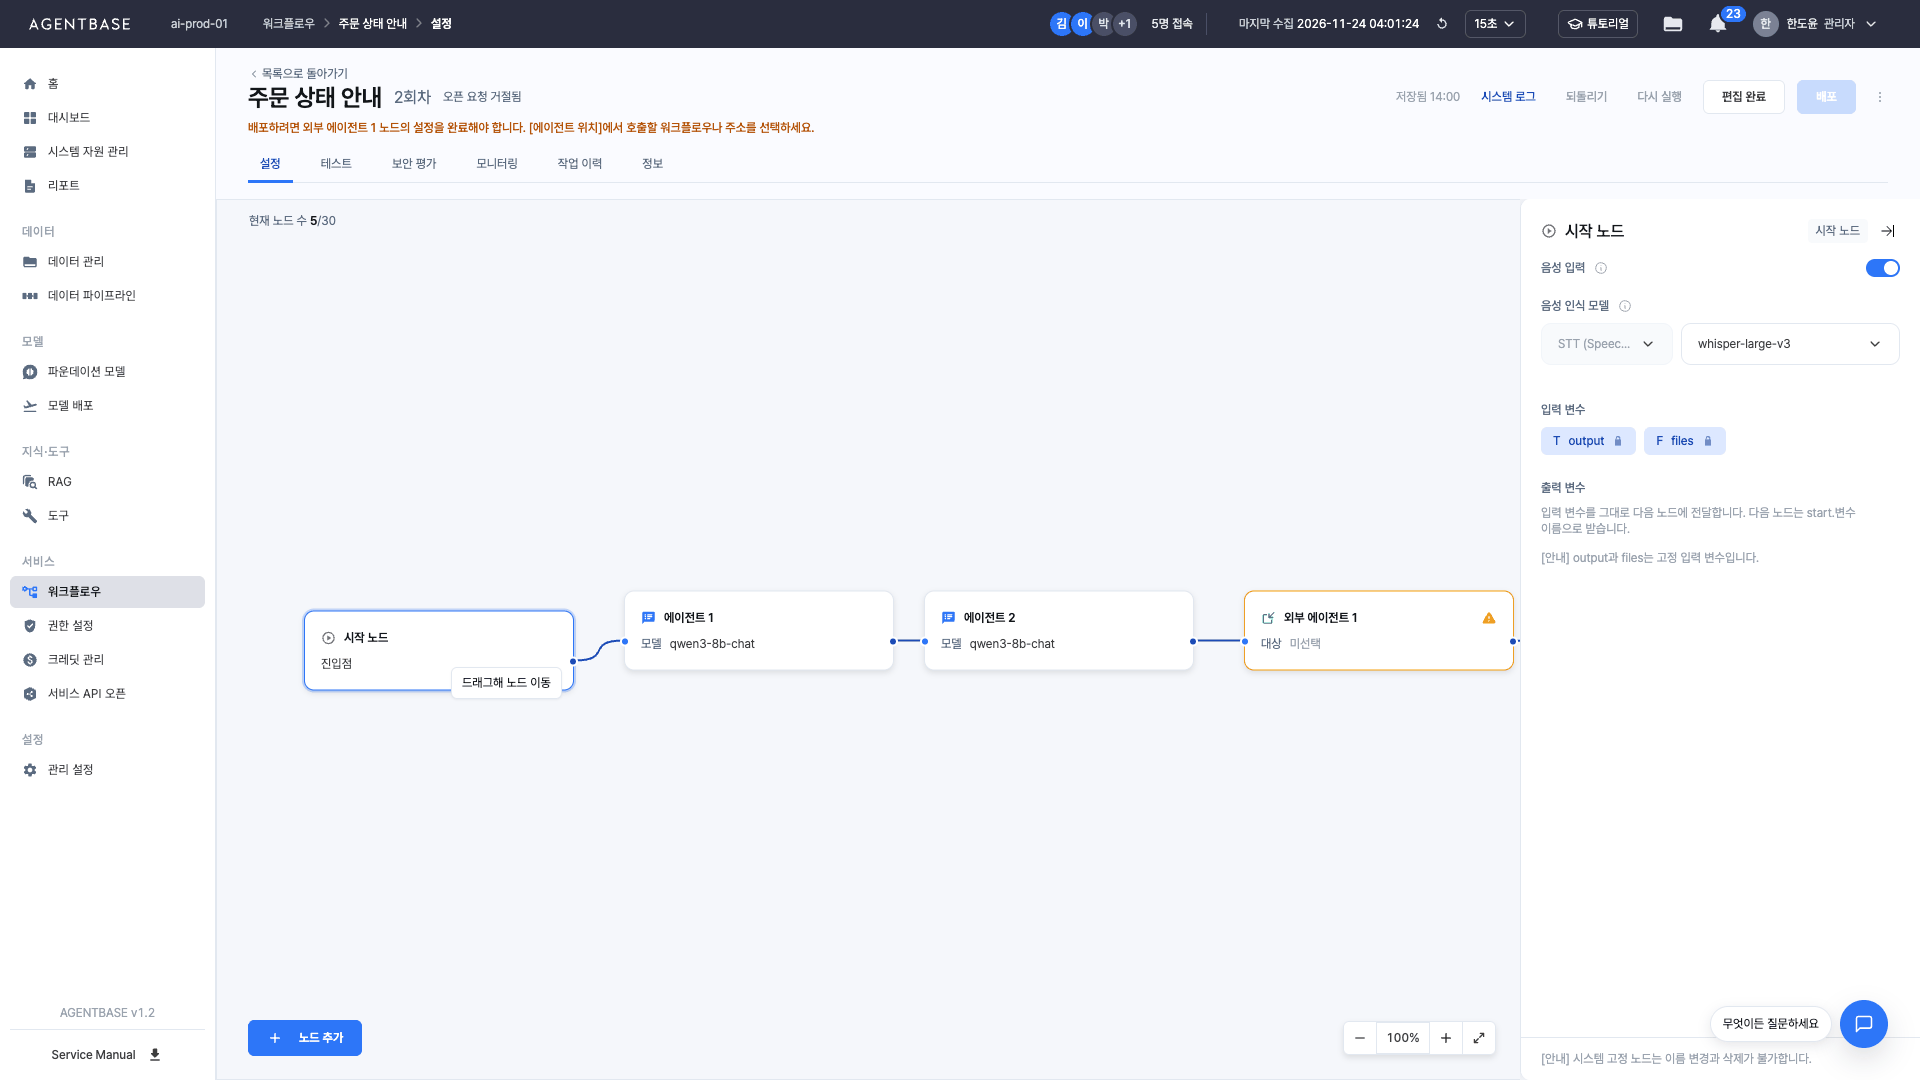 AGENTBASE
ai-prod-01
워크플로우 > 주문 상태 안내 > 설정
김 이 박 +1 5명 접속
마지막 수집 2026-11-24 04:01:24
15초
튜토리얼
23
한 한도윤 관리자
홈
대시보드
시스템 자원 관리
리포트
데이터
데이터 관리
데이터 파이프라인
모델
파운데이션 모델
모델 배포
지식·도구
RAG
도구
서비스
워크플로우
권한 설정
크레딧 관리
서비스 API 오픈
설정
관리 설정
AGENTBASE v1.2
Service Manual
목록으로 돌아가기
주문 상태 안내 2회차 오픈 요청 거절됨
저장됨 14:00 시스템 로그 되돌리기 다시 실행 편집 완료 배포
배포하려면 외부 에이전트 1 노드의 설정을 완료해야 합니다. [에이전트 위치]에서 호출할 워크플로우나 주소를 선택하세요.
설정 테스트 보안 평가 모니터링 작업 이력 정보
현재 노드 수 5/30
시작 노드
진입점
드래그해 노드 이동
에이전트 1
모델 qwen3-8b-chat
에이전트 2
모델 qwen3-8b-chat
외부 에이전트 1
대상 미선택
노드 추가
100%
시작 노드 시작 노드
음성 입력
음성 인식 모델
STT (Speec... whisper-large-v3
입력 변수
T output F files
출력 변수
입력 변수를 그대로 다음 노드에 전달합니다. 다음 노드는 start.변수
이름으로 받습니다.
[안내] output과 files는 고정 입력 변수입니다.
무엇이든 질문하세요
[안내] 시스템 고정 노드는 이름 변경과 삭제가 불가합니다.